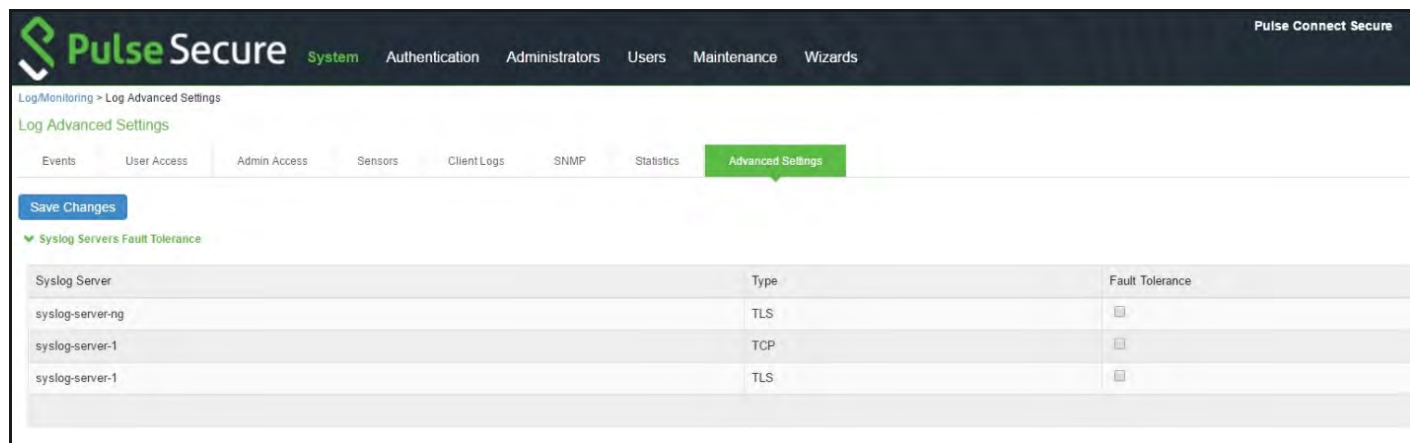 Pulse Connect Secure
Pulse Secure System Authentication Administrators Users Maintenance Wizards
Log/Monitoring > Log Advanced Settings
Log Advanced Settings
Events User Access Admin Access Sensors Client Logs SNMP Statistics Advanced Settings
Save Changes
Syslog Servers Fault Tolerance
Syslog Server Type Fault Tolerance
syslog-server-ng TLS
syslog-server-1 TCP
syslog-server-1 TLS